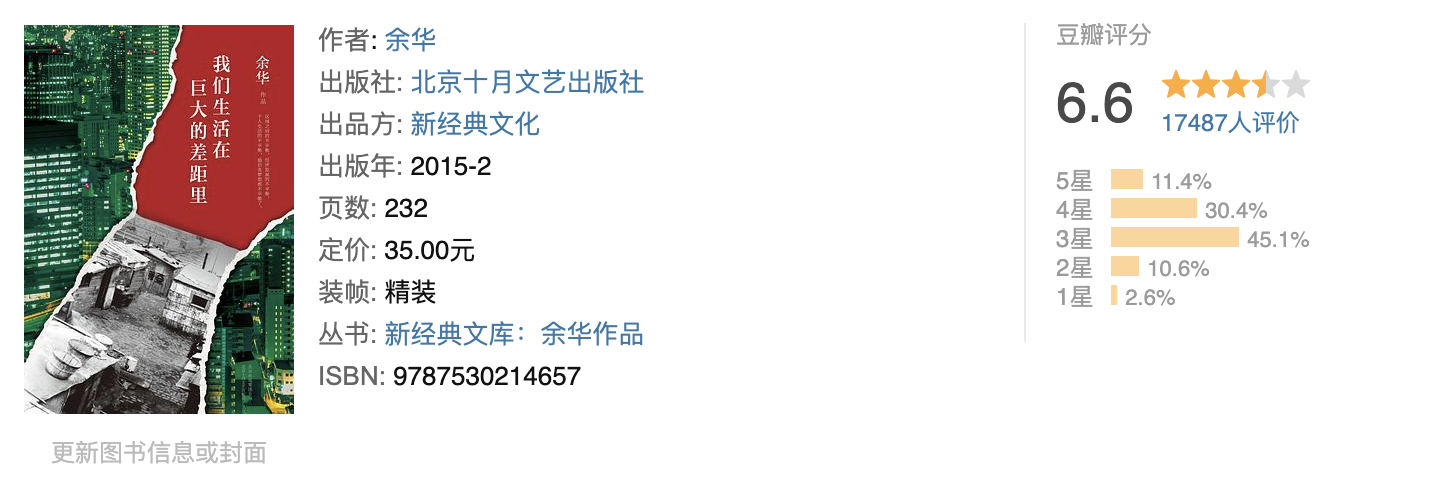 我们生活在
巨大的差距里
余华
作品
作者: 余华
出版社: 北京十月文艺出版社
出品方: 新经典文化
出版年: 2015-2
页数: 232
定价: 35.00元
装帧: 精装
丛书: 新经典文库：余华作品
ISBN: 9787530214657
更新图书信息或封面
豆瓣评分
6.6
17487人评价
5星 11.4%
4星 30.4%
3星 45.1%
2星 10.6%
1星 2.6%